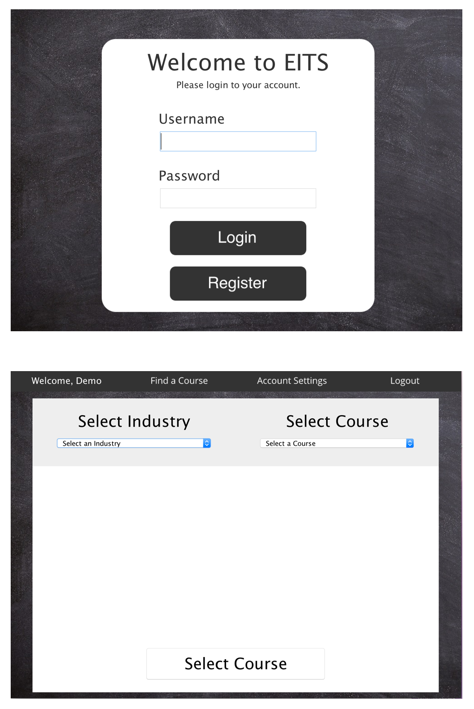 Welcome to EITS
Please login to your account.
Username
Password
Login
Register
Welcome, Demo Find a Course Account Settings Logout
Select Industry Select Course
Select an Industry Select a Course
Select Course